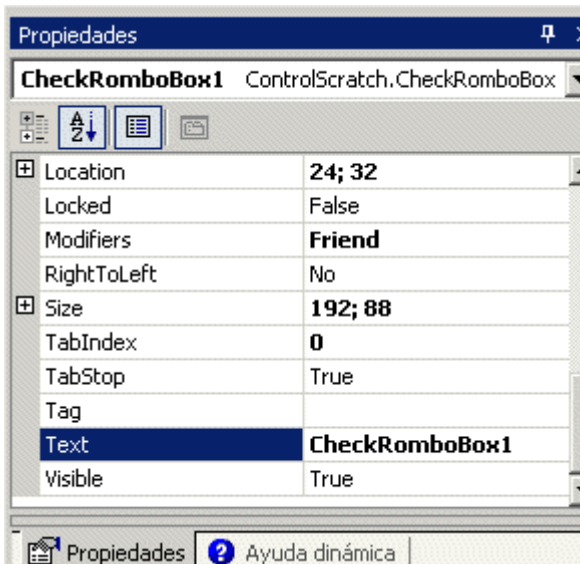 Propiedades
CheckRomboBox1 ControlScratch.CheckRomboBox
Location 24; 32
Locked False
Modifiers Friend
RightToLeft No
Size 192; 88
TabIndex 0
TabStop True
Tag
Text CheckRomboBox1
Visible True
Propiedades Ayuda dinámica